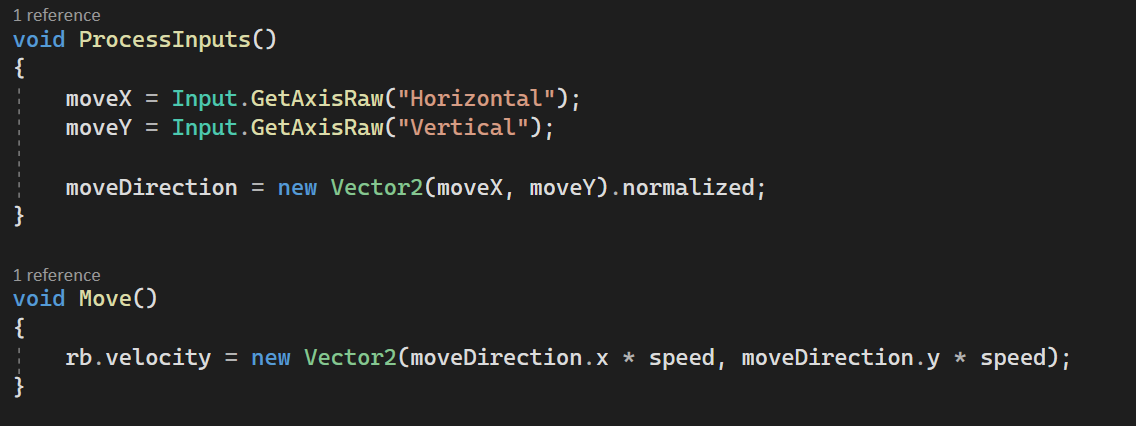 1 reference
void ProcessInputs()
{
moveX = Input.GetAxisRaw("Horizontal");
moveY = Input.GetAxisRaw("Vertical");
moveDirection = new Vector2(moveX, moveY).normalized;
}
1 reference
void Move()
{
rb.velocity = new Vector2(moveDirection.x * speed, moveDirection.y * speed);
}